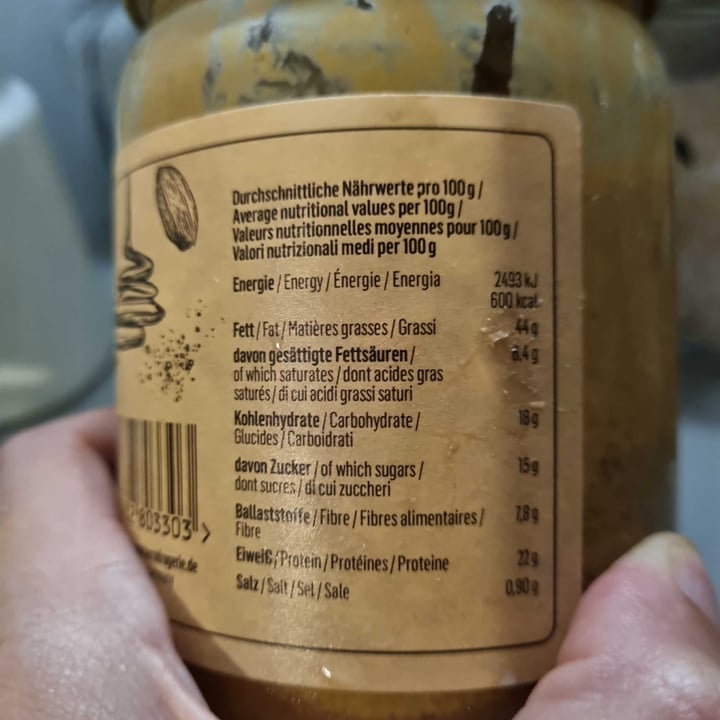 Durchschnittliche Nährwerte pro 100 g /
Average nutritional values per 100g /
Valeurs nutritionnelles moyennes pour 100 g /
Valori nutrizionali medi per 100 g
Energie / Energy / Énergie / Energia 2493 kJ
600 kcal
Fett / Fat / Matières grasses / Grassi 44 g
davon gesättigte Fettsäuren / 6,4 g
of which saturates / dont acides gras
saturés / di cui acidi grassi saturi
Kohlenhydrate / Carbohydrate / 18 g
Glucides / Carboidrati
davon Zucker / of which sugars / 15 g
dont sucres / di cui zuccheri
Ballaststoffe / Fibre / Fibres alimentaires / 7,8 g
Fibre
Eiweiß / Protein / Protéines / Proteine 22 g
Salz / Salt / Sel / Sale 0,90 g
803303 >